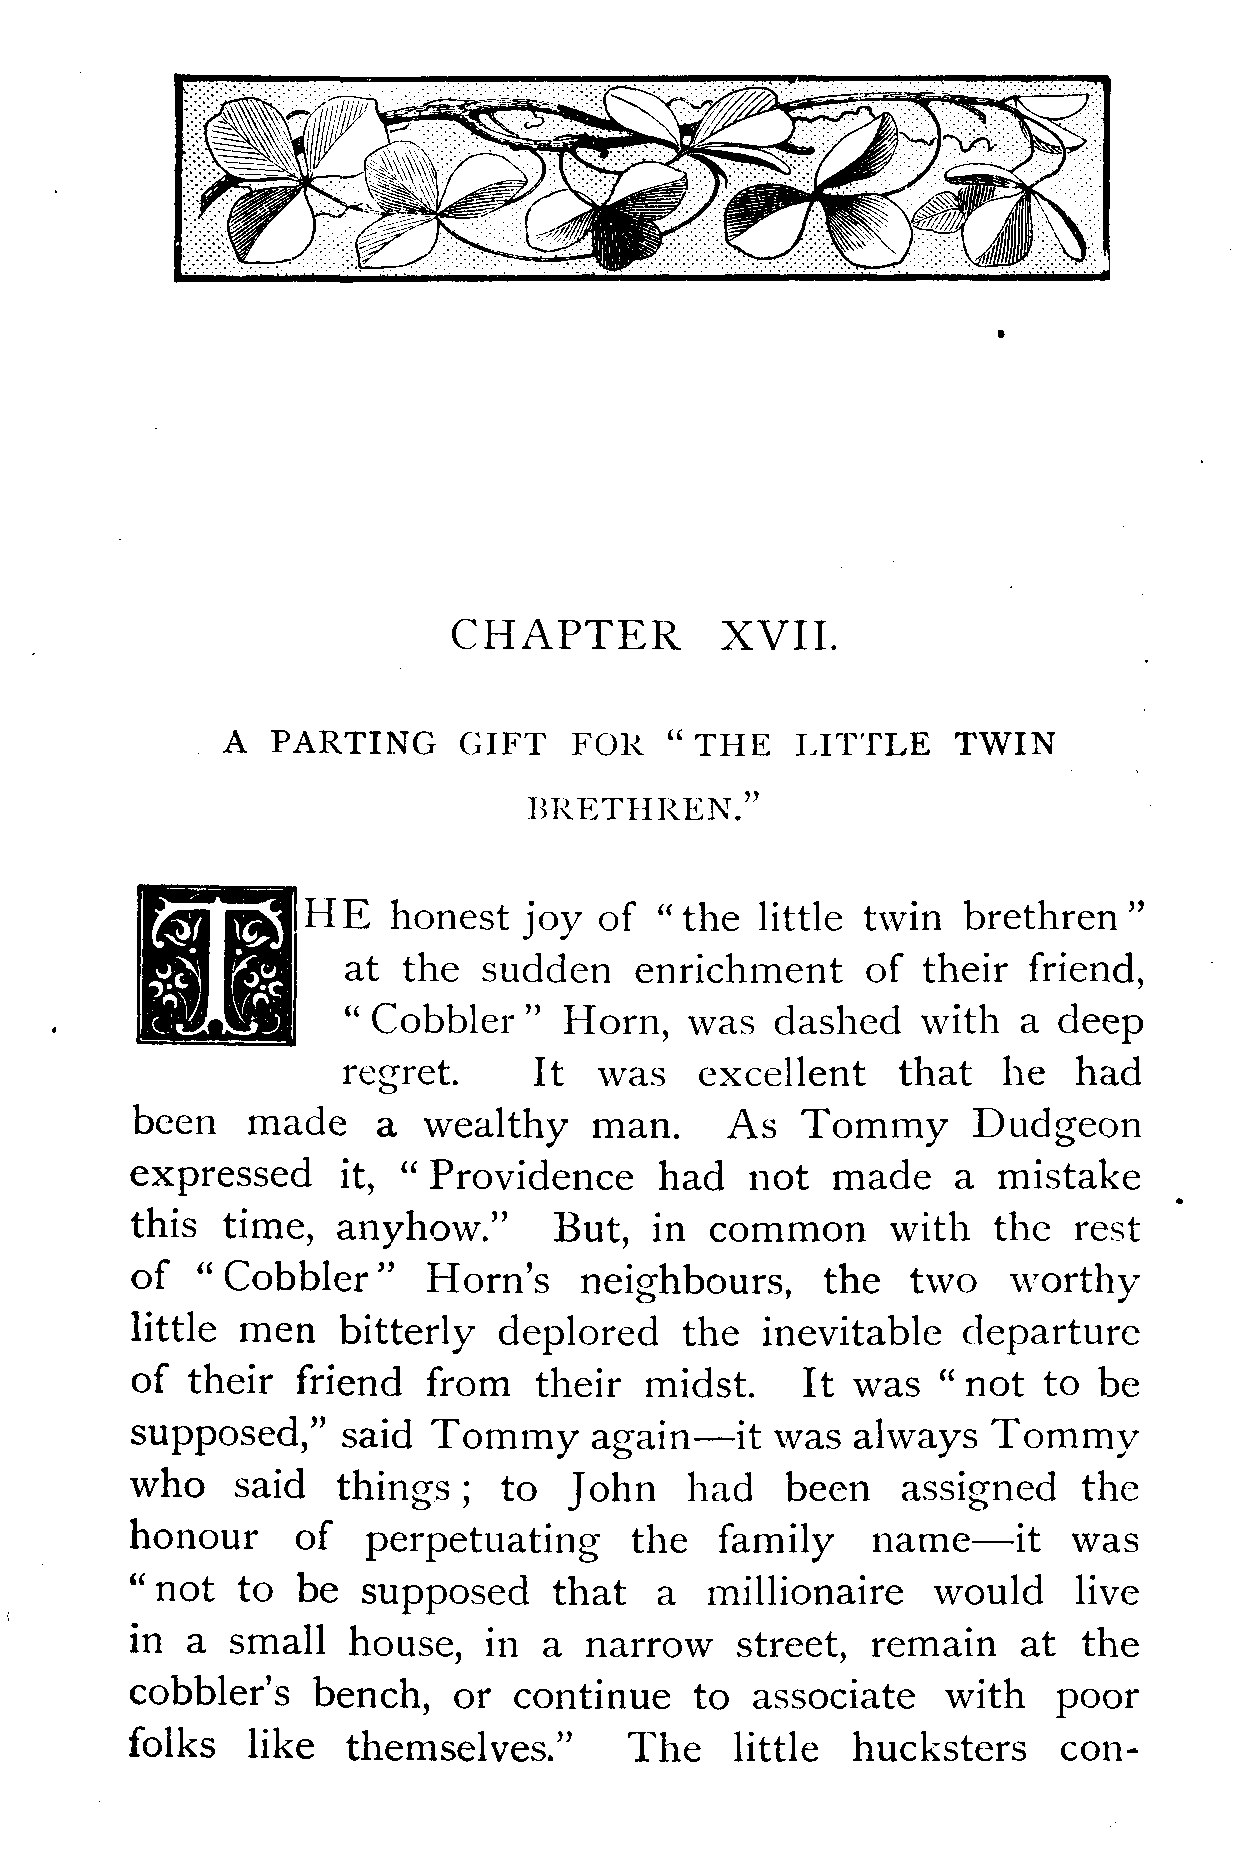 CHAPTER XVII.
A PARTING GIFT FOR “THE LITTLE TWIN
BRETHREN.”
THE honest joy of “the little twin brethren”
at the sudden enrichment of their friend,
“Cobbler” Horn, was dashed with a deep
regret. It was excellent that he had
been made a wealthy man. As Tommy Dudgeon
expressed it, “Providence had not made a mistake
this time, anyhow.” But, in common with the rest
of “Cobbler” Horn’s neighbours, the two worthy
little men bitterly deplored the inevitable departure
of their friend from their midst. It was “not to be
supposed,” said Tommy again—it was always Tommy
who said things; to John had been assigned the
honour of perpetuating the family name—it was
“not to be supposed that a millionaire would live
in a small house, in a narrow street, remain at the
cobbler’s bench, or continue to associate with poor
folks like themselves.” The little hucksters con-